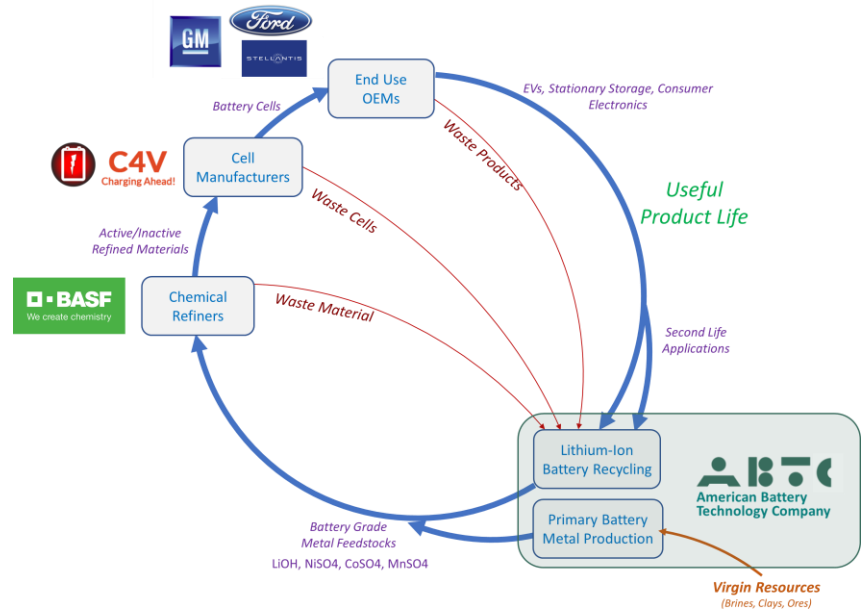 GM
Ford
STELLANTIS
End Use
OEMs
EVs, Stationary Storage, Consumer
Electronics
Battery Cells
Waste Products
C4V
Charging Ahead!
Cell
Manufacturers
Waste Cells
Useful
Product Life
Active/Inactive
Refined Materials
BASF
We create chemistry
Chemical
Refiners
Waste Material
Second Life
Applications
Lithium-Ion
Battery Recycling
ABTC
American Battery
Technology Company
Primary Battery
Metal Production
Battery Grade
Metal Feedstocks
LiOH, NiSO4, CoSO4, MnSO4
Virgin Resources
(Brines, Clays, Ores)